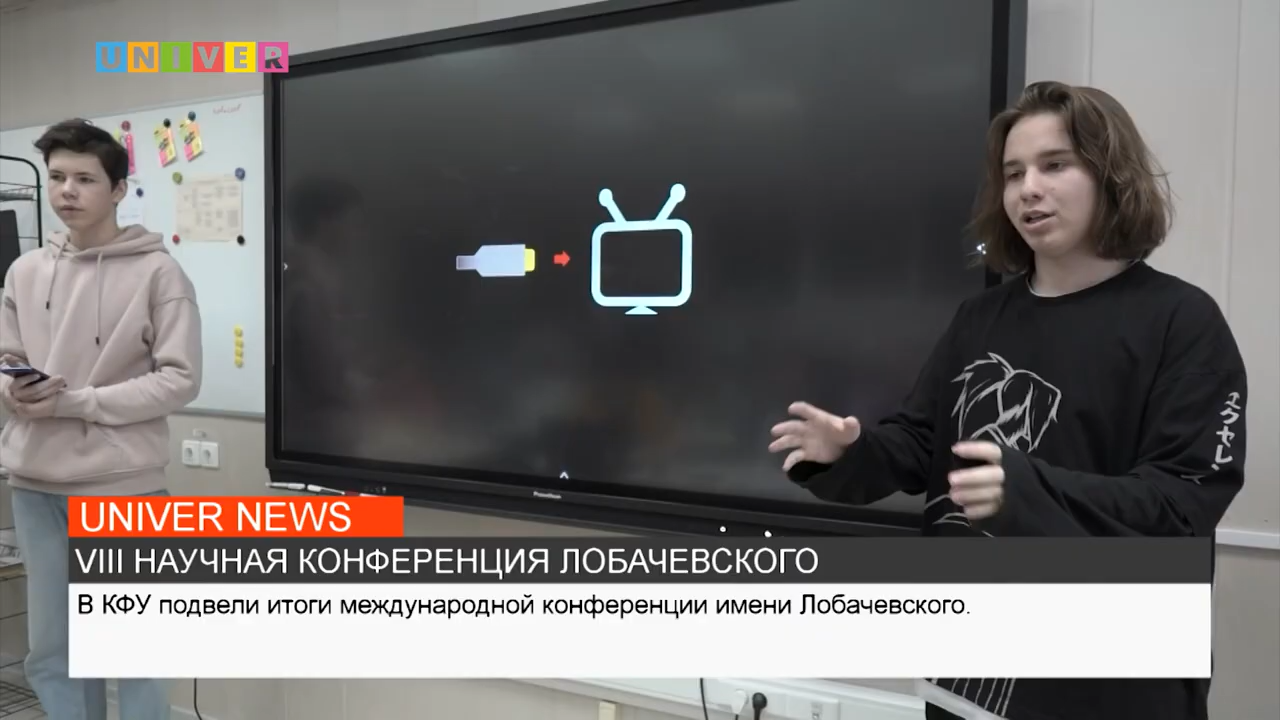 UNIVER
UNIVER NEWS
VIII НАУЧНАЯ КОНФЕРЕНЦИЯ ЛОБАЧЕВСКОГО
В КФУ подвели итоги международной конференции имени Лобачевского.